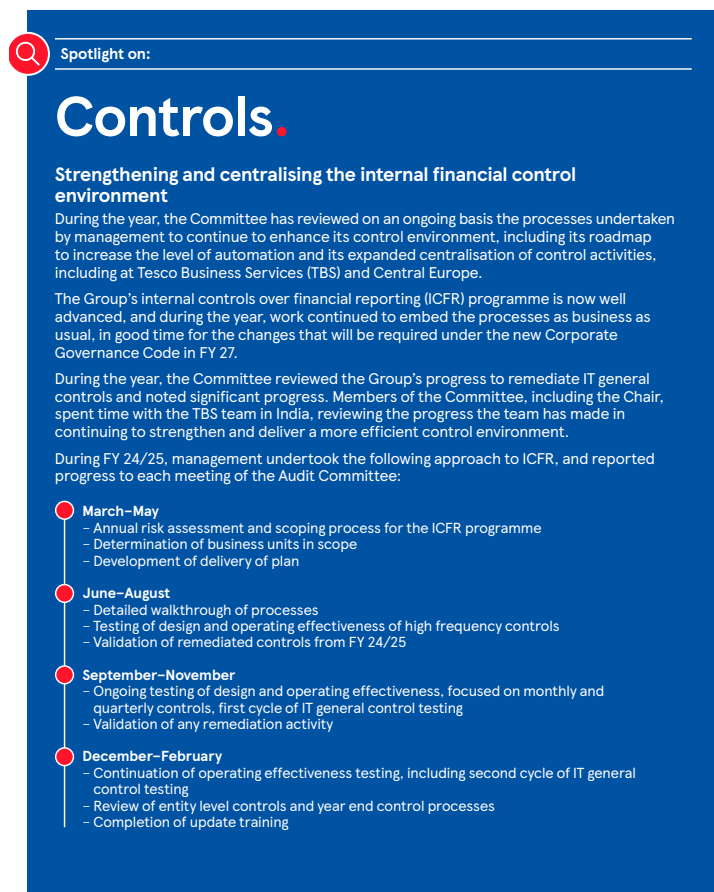 Spotlight on:
Controls.
Strengthening and centralising the internal financial control
environment
During the year, the Committee has reviewed on an ongoing basis the processes undertaken
by management to continue to enhance its control environment, including its roadmap
to increase the level of automation and its expanded centralisation of control activities,
including at Tesco Business Services (TBS) and Central Europe.
The Group's internal controls over financial reporting (ICFR) programme is now well
advanced, and during the year, work continued to embed the processes as business as
usual, in good time for the changes that will be required under the new Corporate
Governance Code in FY 27.
During the year, the Committee reviewed the Group's progress to remediate IT general
controls and noted significant progress. Members of the Committee, including the Chair,
spent time with the TBS team in India, reviewing the progress the team has made in
continuing to strengthen and deliver a more efficient control environment.
During FY 24/25, management undertook the following approach to ICFR, and reported
progress to each meeting of the Audit Committee:
March–May
– Annual risk assessment and scoping process for the ICFR programme
– Determination of business units in scope
– Development of delivery of plan
June–August
– Detailed walkthrough of processes
– Testing of design and operating effectiveness of high frequency controls
– Validation of remediated controls from FY 24/25
September–November
– Ongoing testing of design and operating effectiveness, focused on monthly and
quarterly controls, first cycle of IT general control testing
– Validation of any remediation activity
December–February
– Continuation of operating effectiveness testing, including second cycle of IT general
control testing
– Review of entity level controls and year end control processes
– Completion of update training